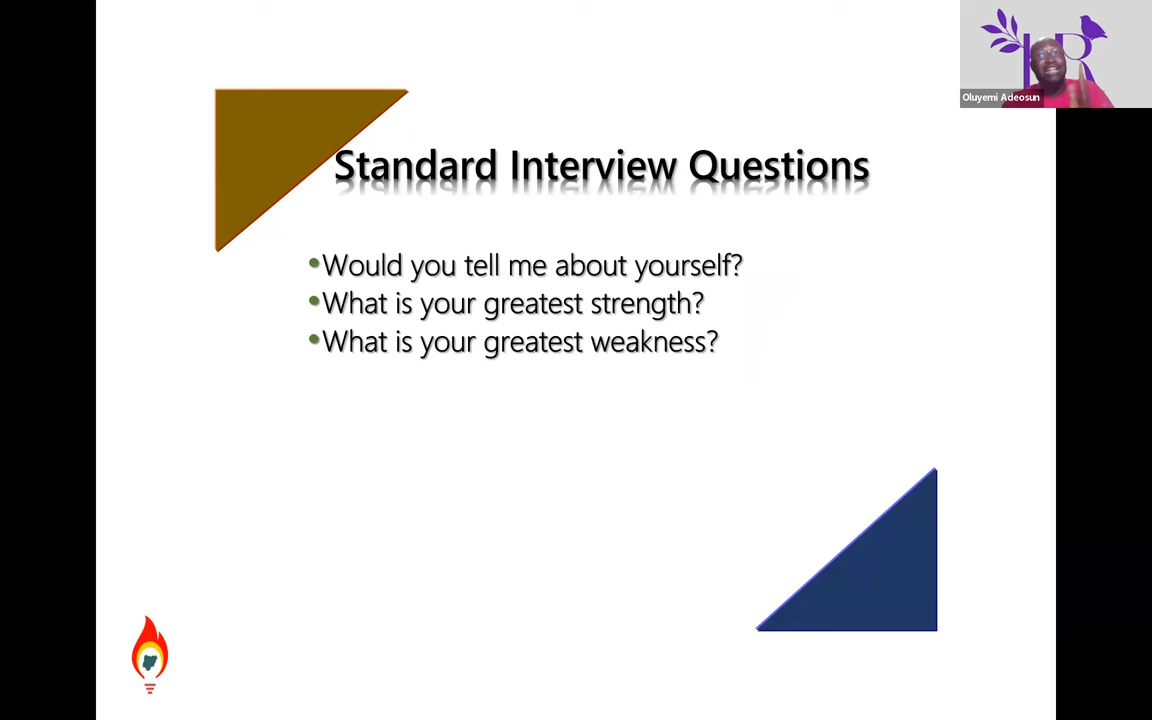 HR
Oluyemi Adeosun
Standard Interview Questions
•Would you tell me about yourself?
•What is your greatest strength?
•What is your greatest weakness?